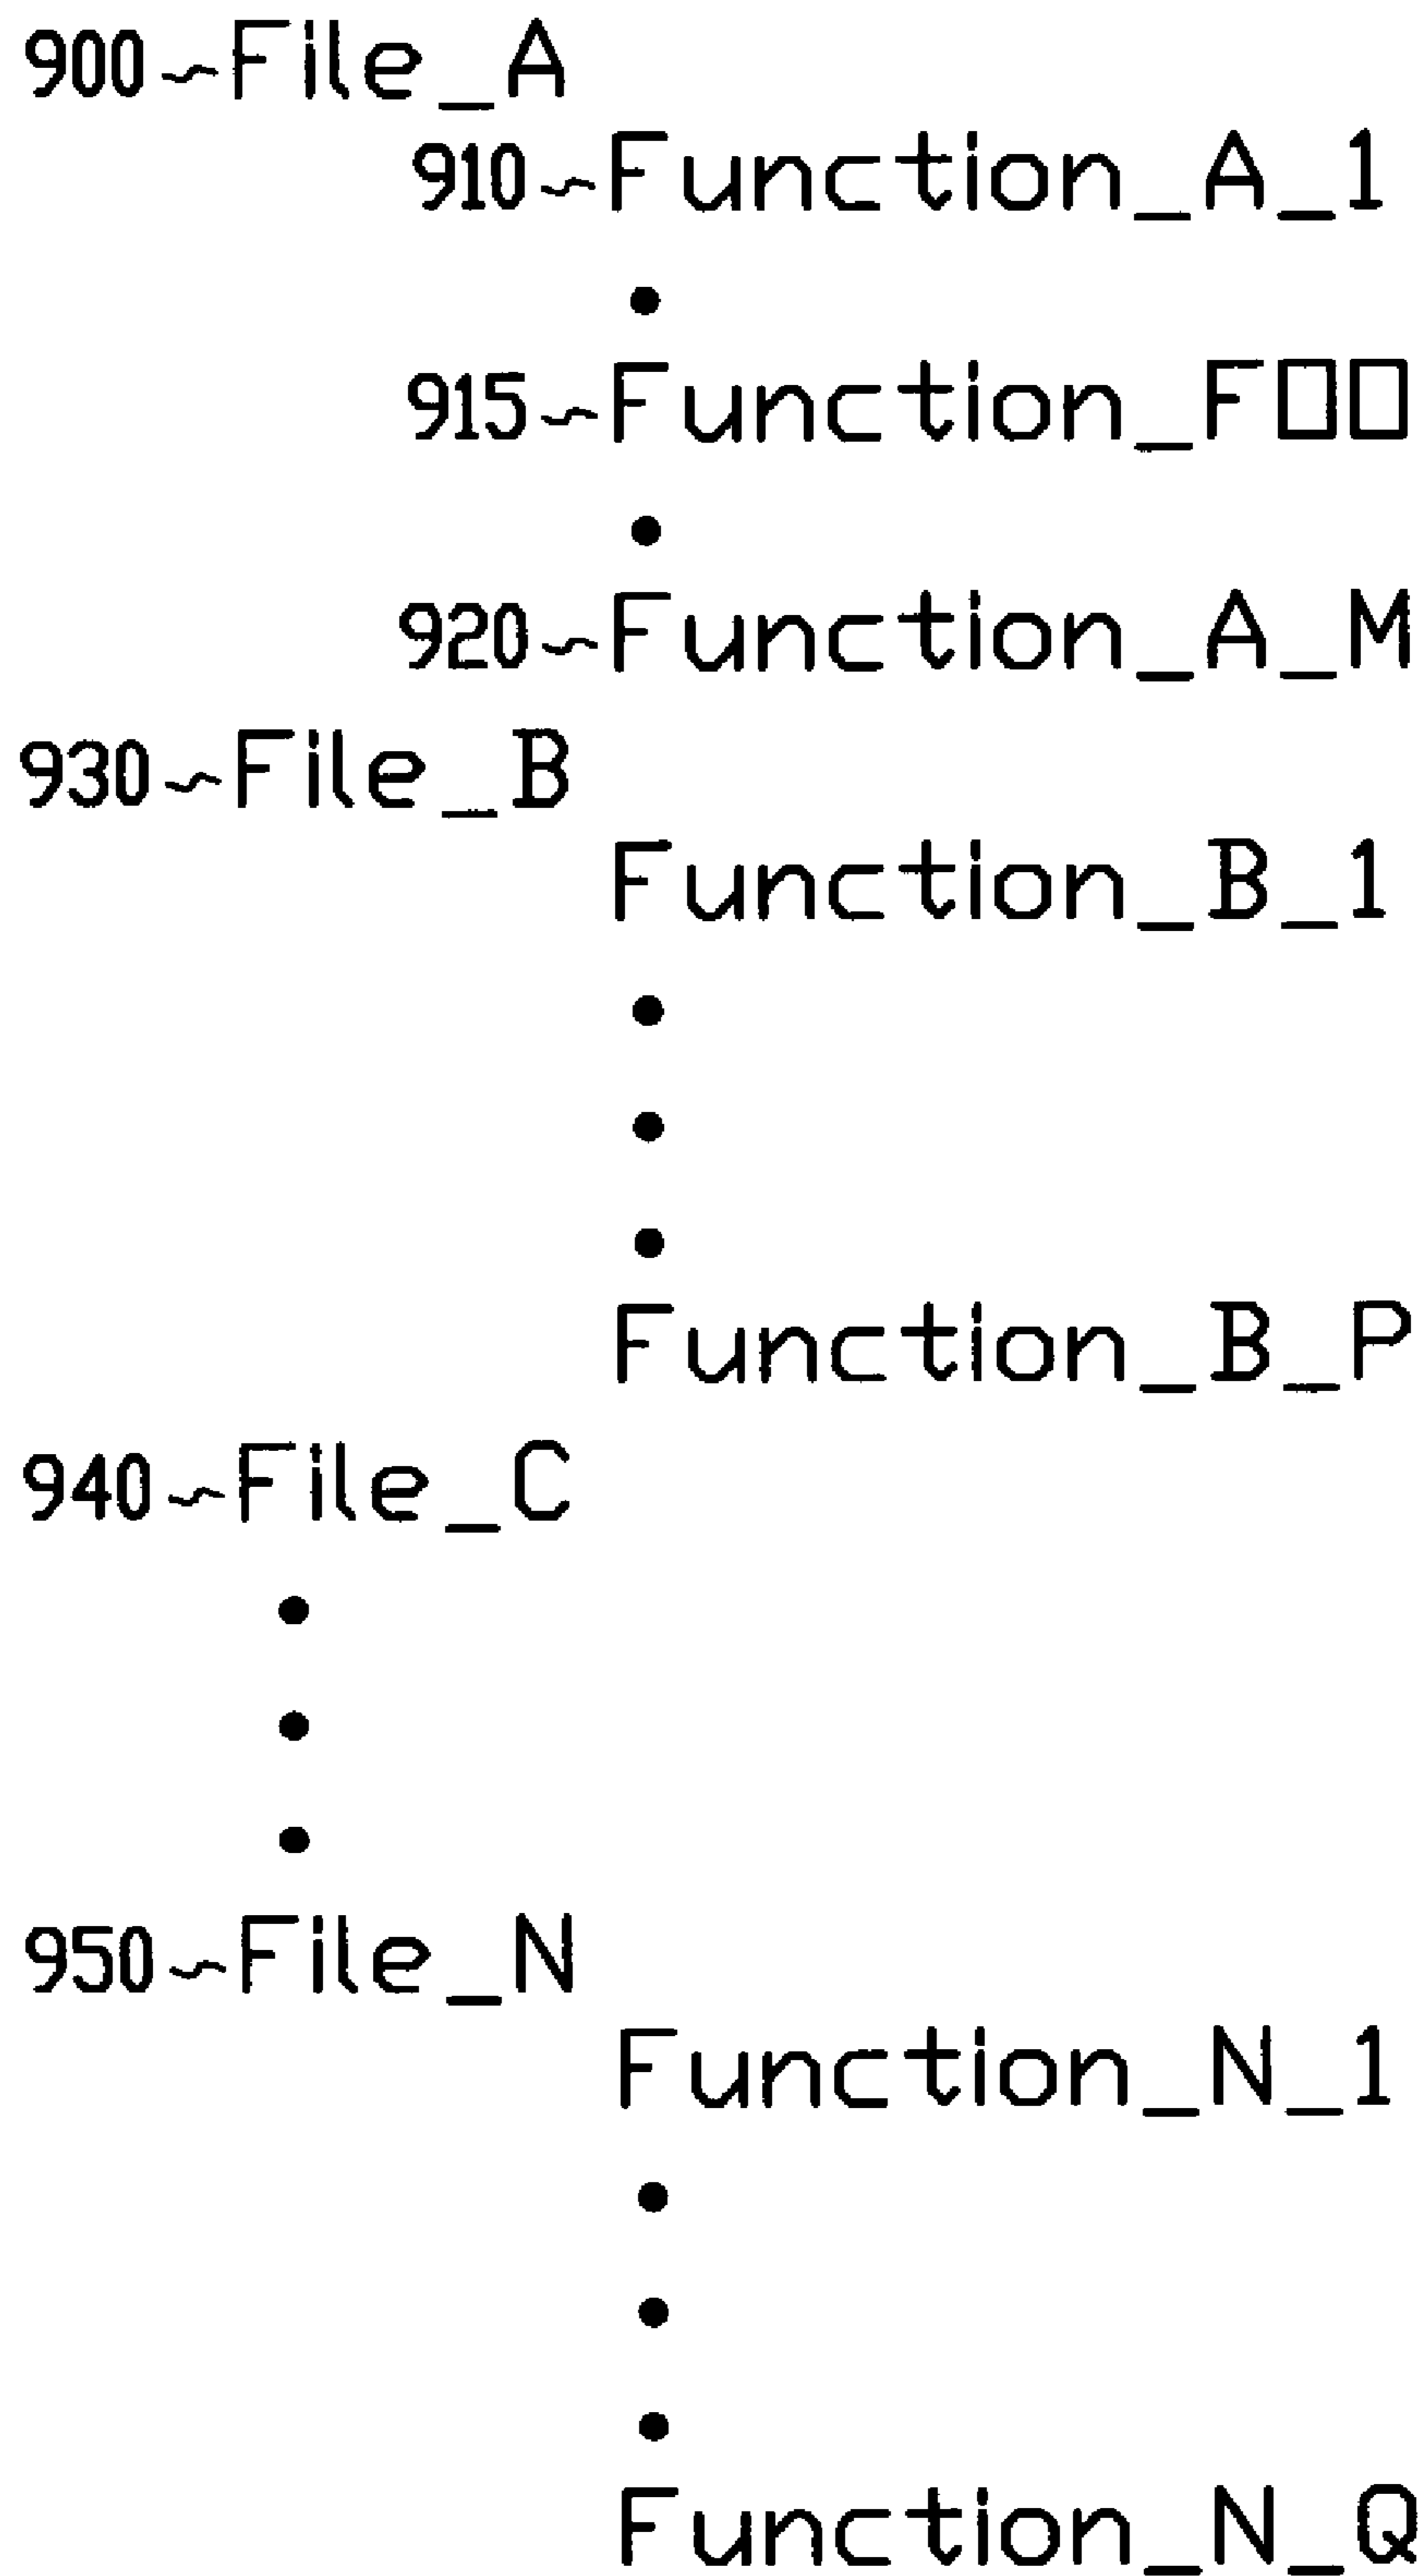 900~File_A
910~Function_A_1
•
915~Function_FOO
•
920~Function_A_M
930~File_B
Function_B_1
•
•
•
Function_B_P
940~File_C
•
•
•
950~File_N
Function_N_1
•
•
•
Function_N_Q